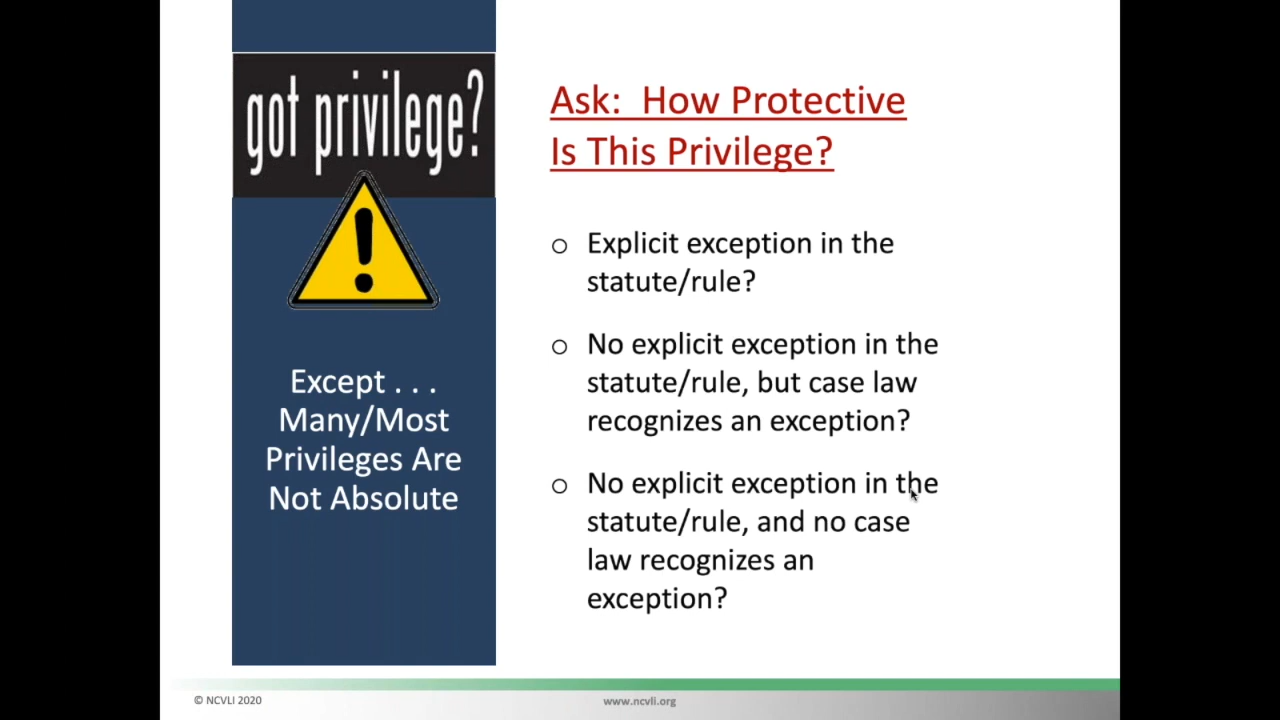 got privilege?
Except . . .
Many/Most
Privileges Are
Not Absolute
Ask: How Protective
Is This Privilege?
o Explicit exception in the
statute/rule?
o No explicit exception in the
statute/rule, but case law
recognizes an exception?
o No explicit exception in the
statute/rule, and no case
law recognizes an
exception?
© NCVLI 2020
www.ncvli.org